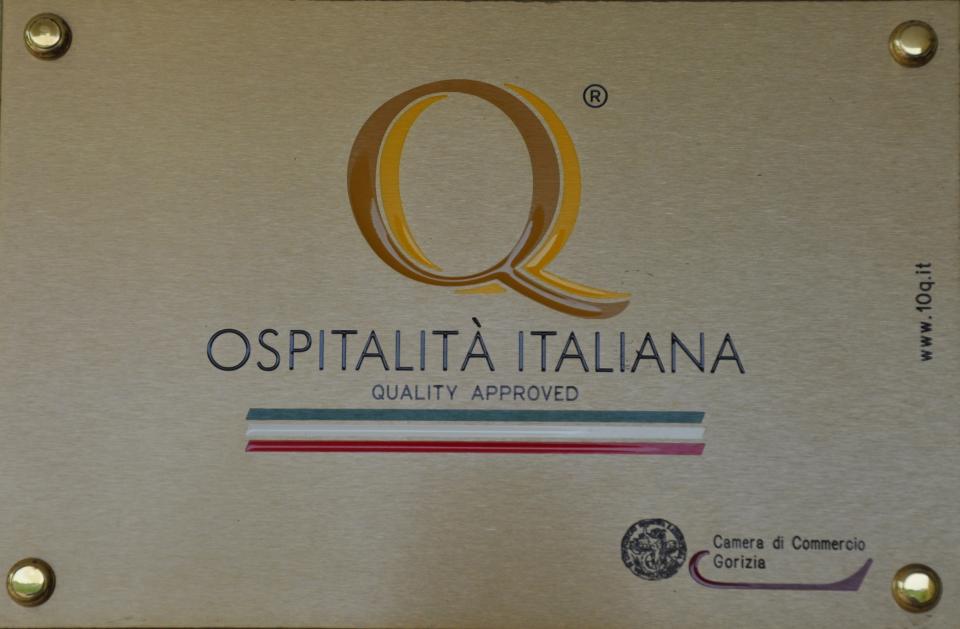 Q ®
OSPITALITÀ ITALIANA
QUALITY APPROVED
www.10q.it
Camera di Commercio
Gorizia